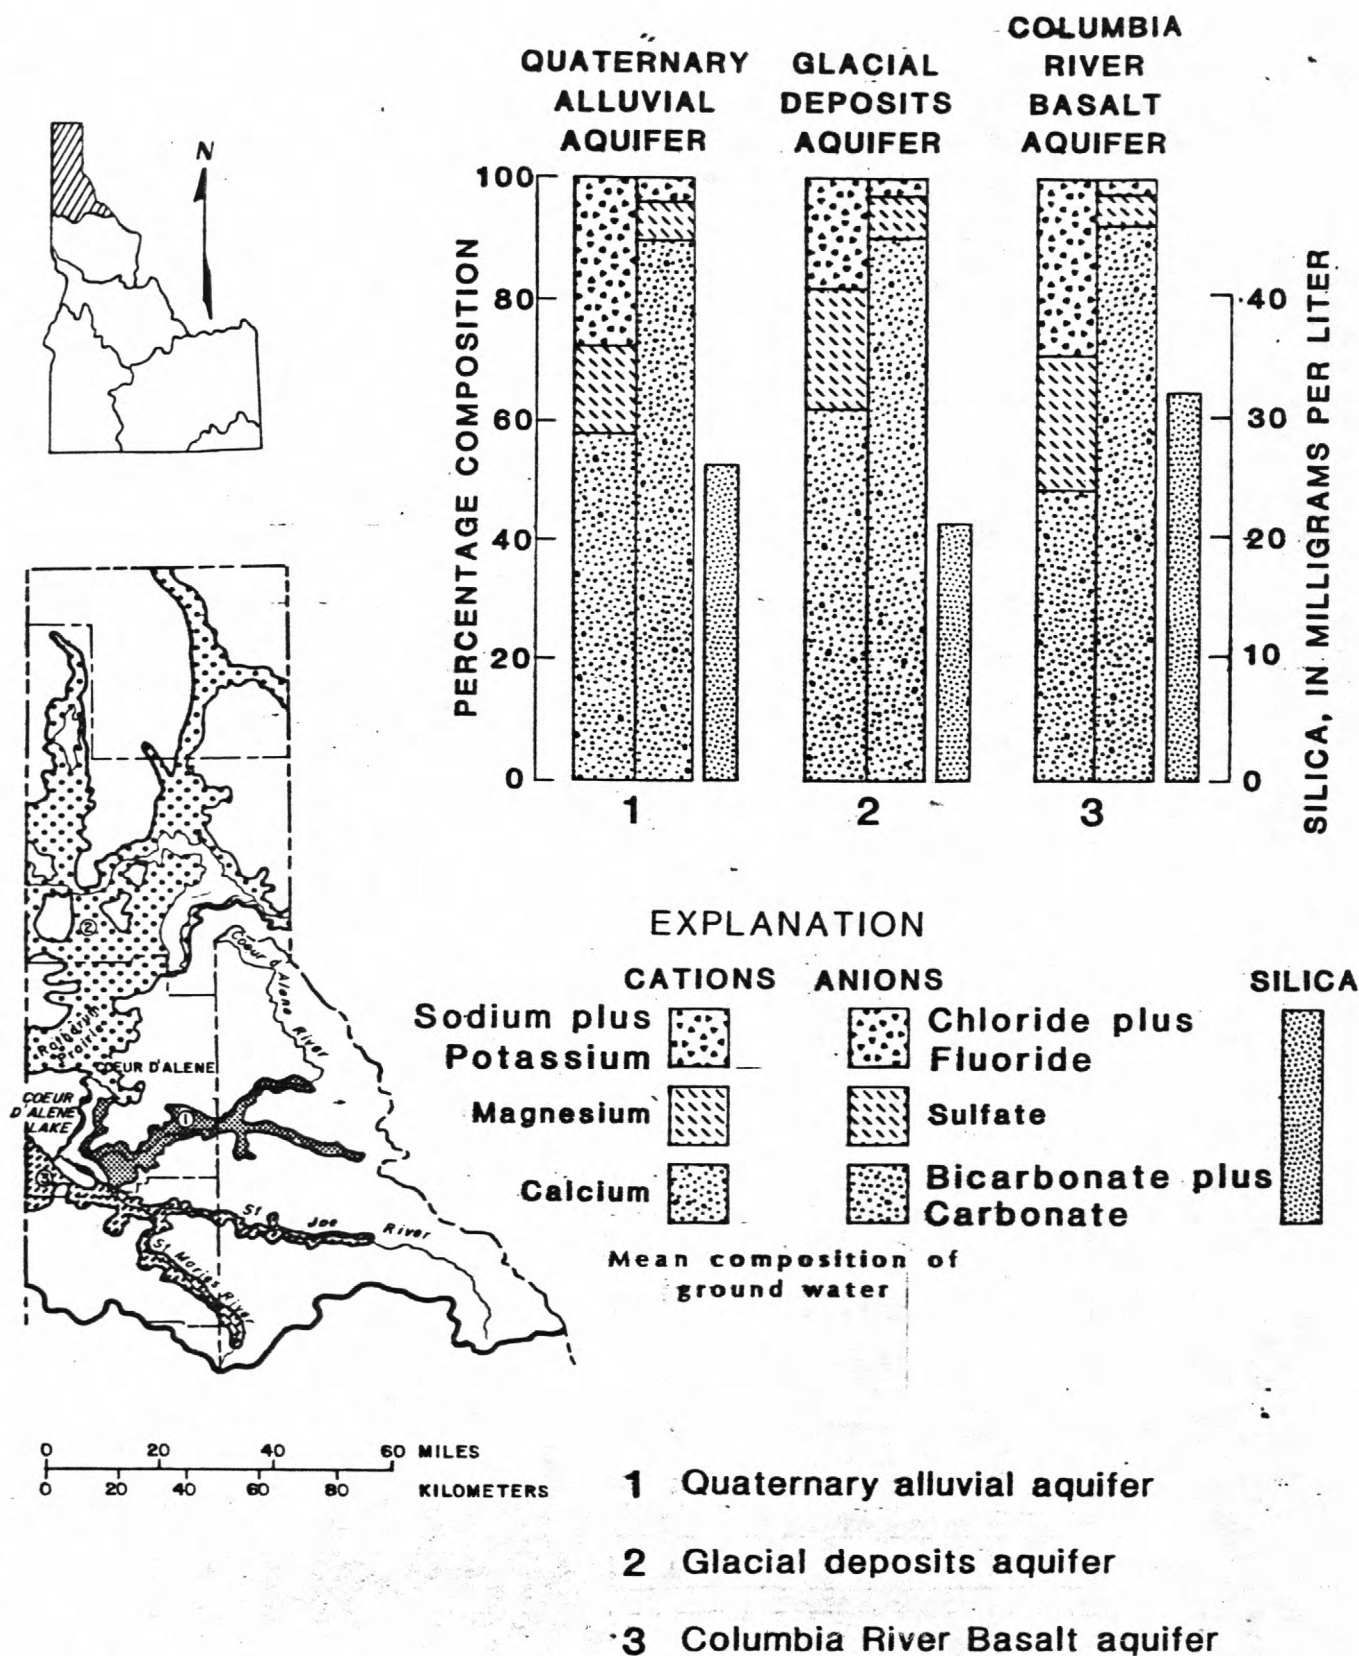 QUATERNARY
ALLUVIAL
AQUIFER
GLACIAL
DEPOSITS
AQUIFER
COLUMBIA
RIVER
BASALT
AQUIFER
N
PERCENTAGE COMPOSITION
100
80
60
40
20
0
1
2
3
40
30
20
10
0
SILICA, IN MILLIGRAMS PER LITER
2
Coeur d'Alene River
Rathdrum
Prairie
COEUR D'ALENE
COEUR
D'ALENE
LAKE
1
3
St Joe River
St Maries River
EXPLANATION
CATIONS ANIONS SILICA
Sodium plus
Potassium
Chloride plus
Fluoride
Magnesium
Sulfate
Calcium
Bicarbonate plus
Carbonate
Mean composition of
ground water
0 20 40 60 MILES
0 20 40 60 80 KILOMETERS
1 Quaternary alluvial aquifer
2 Glacial deposits aquifer
3 Columbia River Basalt aquifer